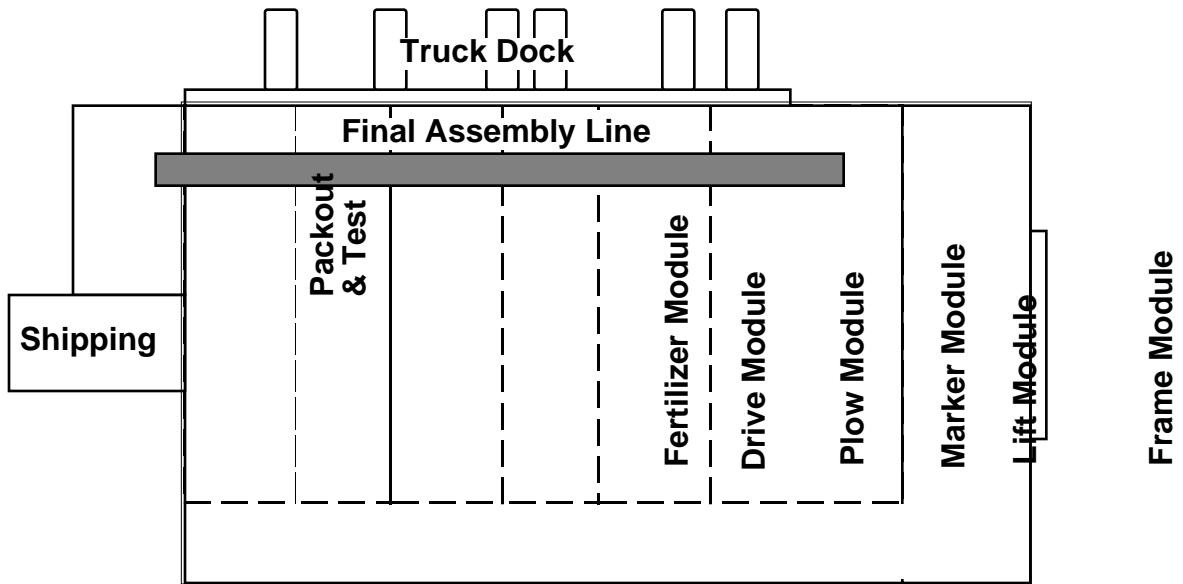 Truck Dock
Final Assembly Line
Packout
& Test
Shipping
Fertilizer Module
Drive Module
Plow Module
Marker Module
Lift Module
Frame Module